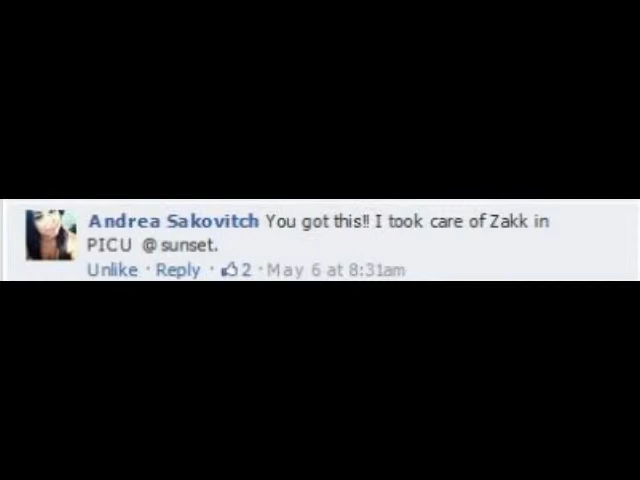 Andrea Sakovitch You got this!! I took care of Zakk in
PICU @ sunset.
Unlike · Reply · 2 · May 6 at 8:31am